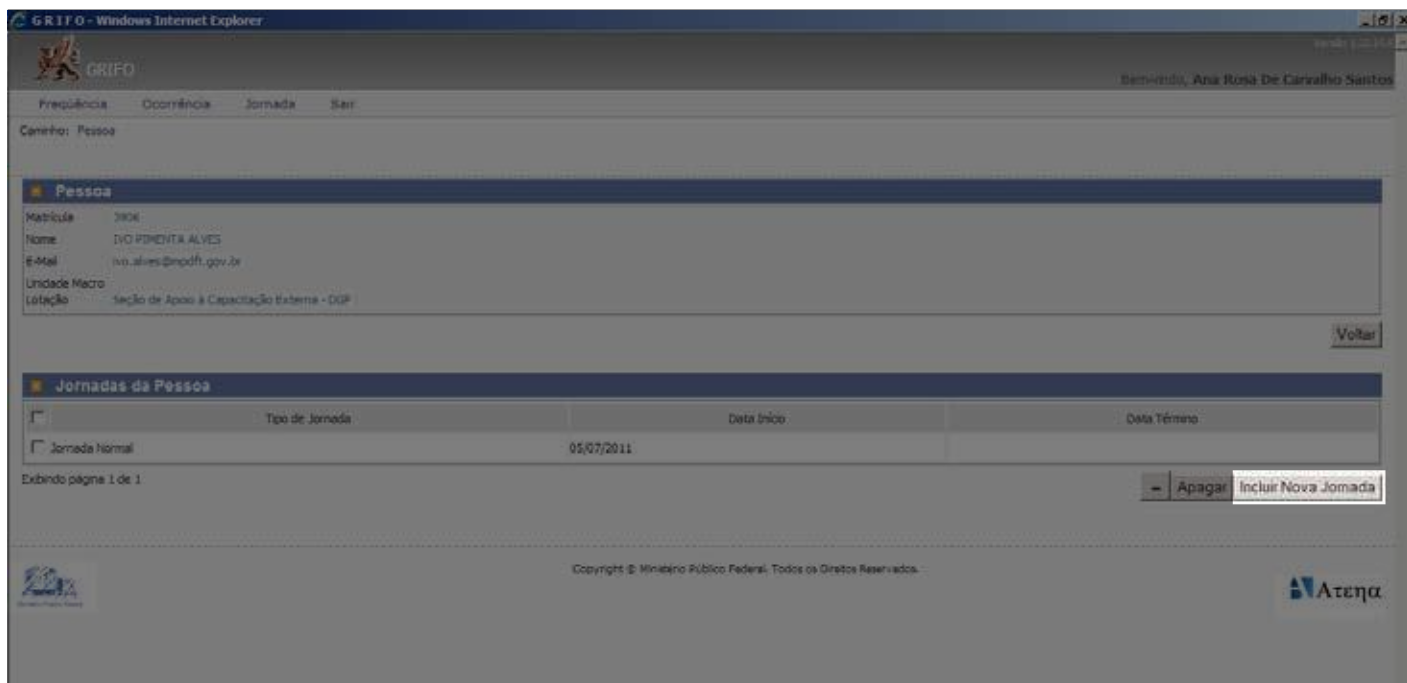 G R I F O - Windows Internet Explorer
GRIFO
Bem-vindo, Ana Rosa De Carvalho Santos
Freqüência Ocorrência Jornada Sair
Caminho: Pessoa
Pessoa
Matrícula
Nome IVO PIMENTA ALVES
E-Mail ivo.alves@mpdft.gov.br
Unidade Macro
Lotação Seção de Apoio à Capacitação Externa - DGP
Voltar
Jornadas da Pessoa
Tipo de Jornada Data Início Data Término
Jornada Normal 05/07/2011
Exibindo página 1 de 1
- Apagar Incluir Nova Jornada
Copyright © Ministério Público Federal. Todos os Direitos Reservados.
Atena